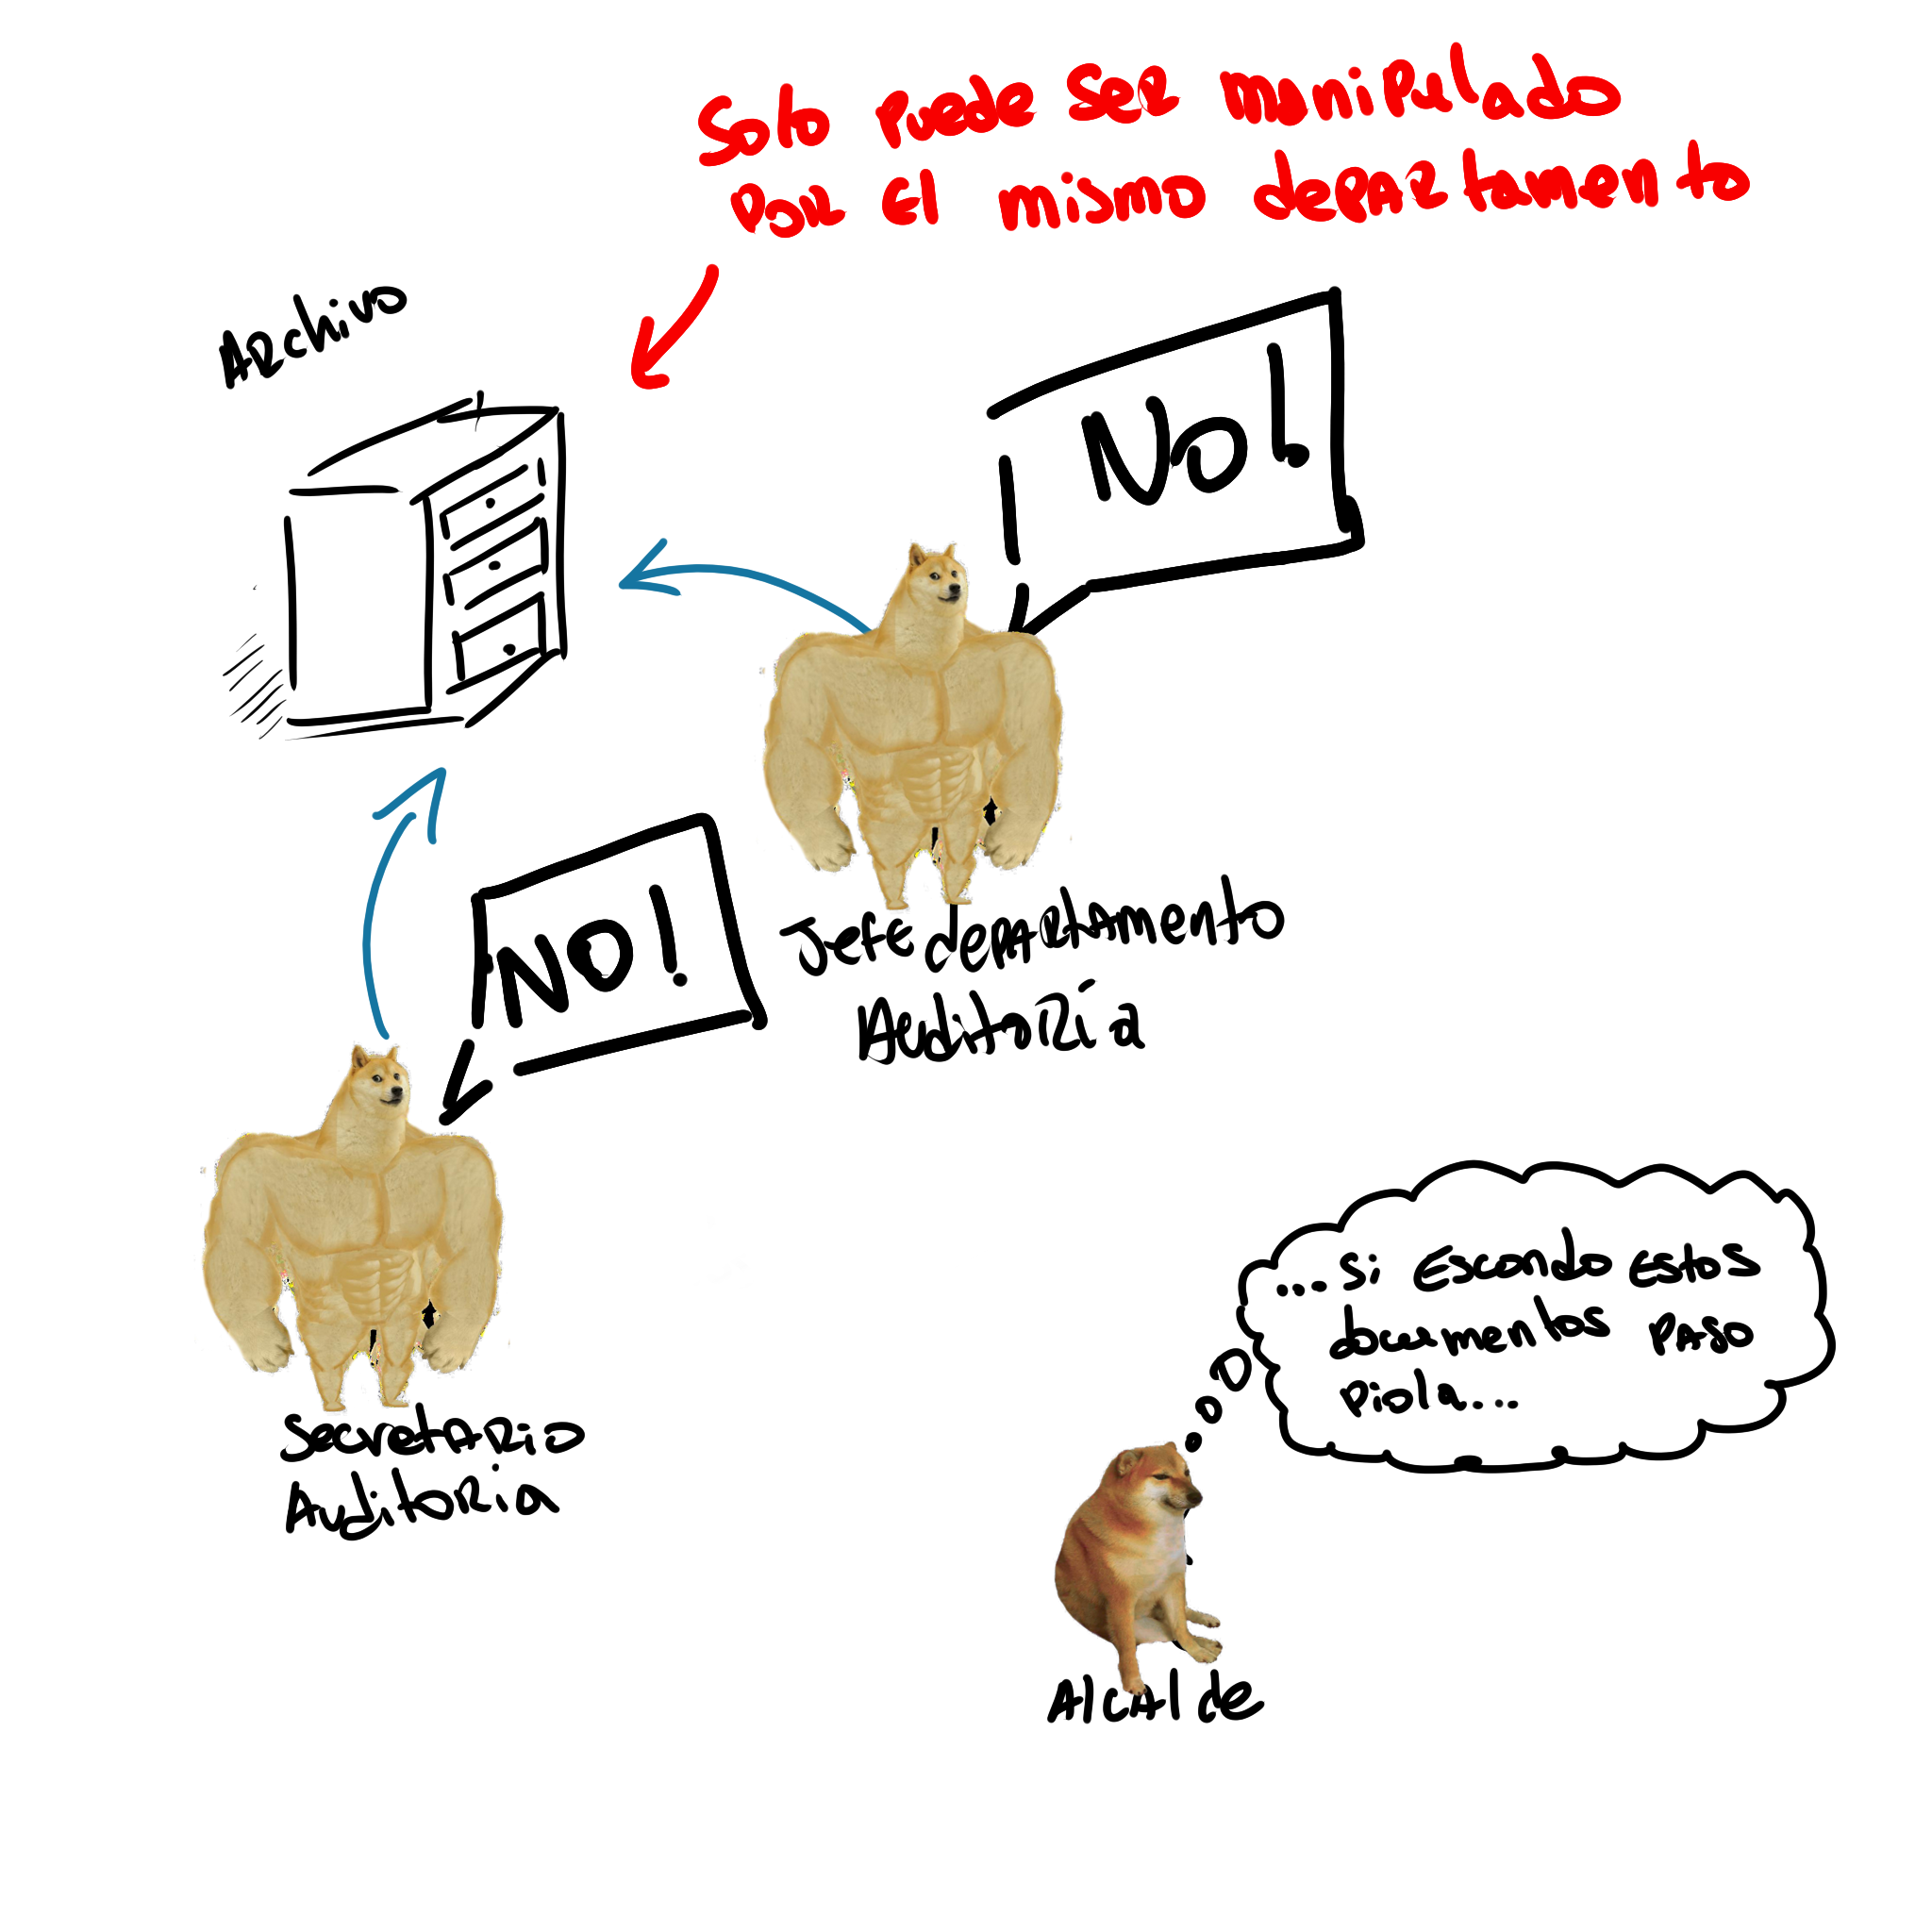 Solo puede ser manipulado
por el mismo departamento
Archivo
No!
NO!
Jefe departamento
Auditoría
Secretario
Auditoria
...si escondo estos
documentos paso
piola...
Alcalde